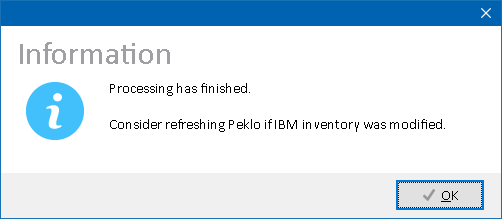 Information
Processing has finished.
Consider refreshing Peklo if IBM inventory was modified.
OK